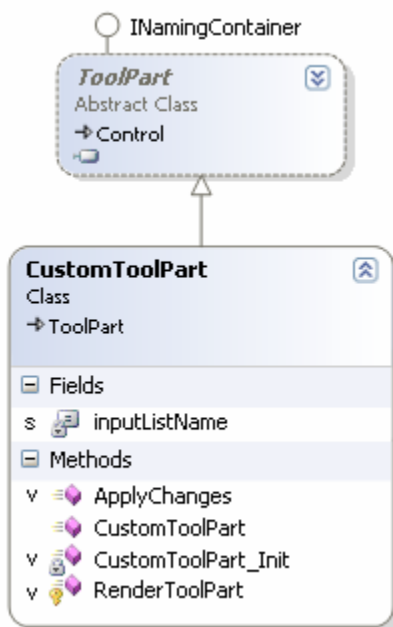 INamingContainer
ToolPart
Abstract Class
Control
CustomToolPart
Class
ToolPart
Fields
s inputListName
Methods
v ApplyChanges
CustomToolPart
v CustomToolPart_Init
v RenderToolPart